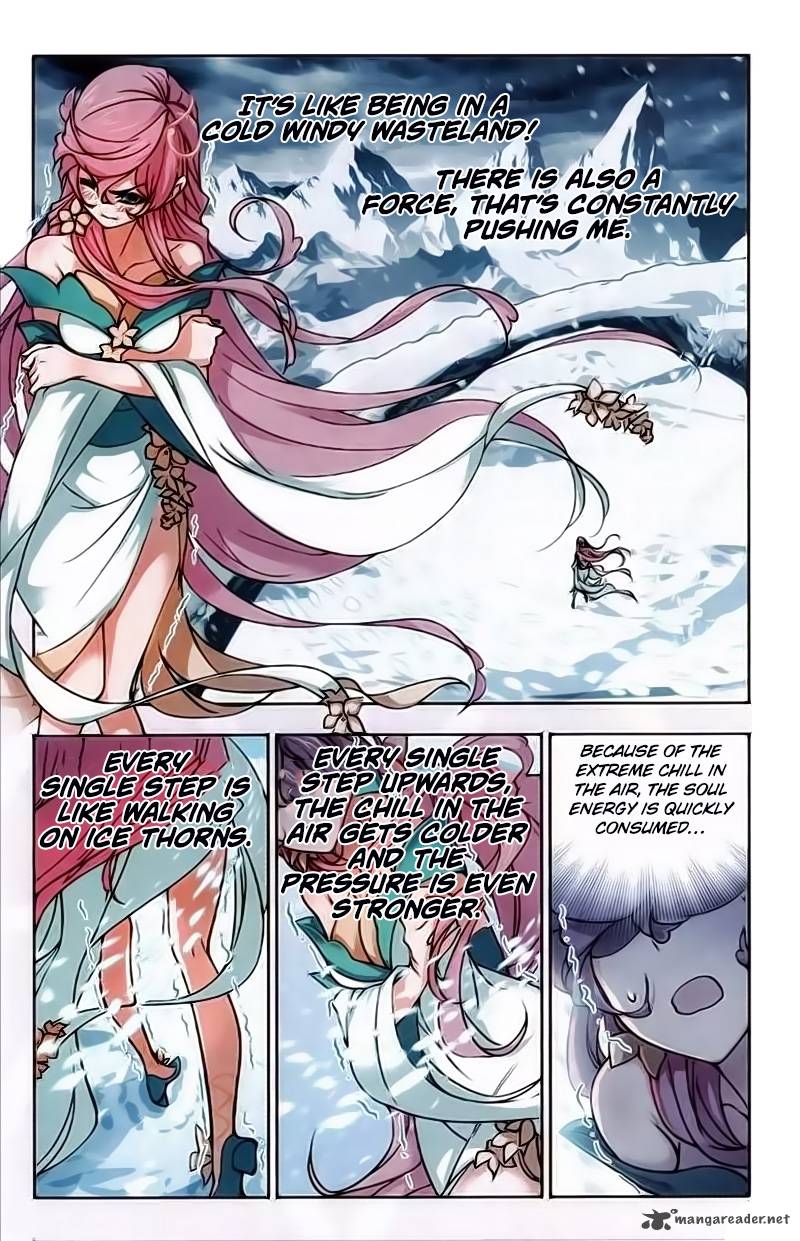 IT'S LIKE BEING IN A
COLD WINDY WASTELAND!
THERE IS ALSO A
FORCE, THAT'S CONSTANTLY
PUSHING ME.
EVERY
SINGLE STEP IS
LIKE WALKING
ON ICE THORNS.
EVERY SINGLE
STEP UPWARDS,
THE CHILL IN THE
AIR GETS COLDER
AND THE
PRESSURE IS EVEN
STRONGER.
BECAUSE OF THE
EXTREME CHILL IN
THE AIR, THE SOUL
ENERGY IS QUICKLY
CONSUMED...
mangareader.net